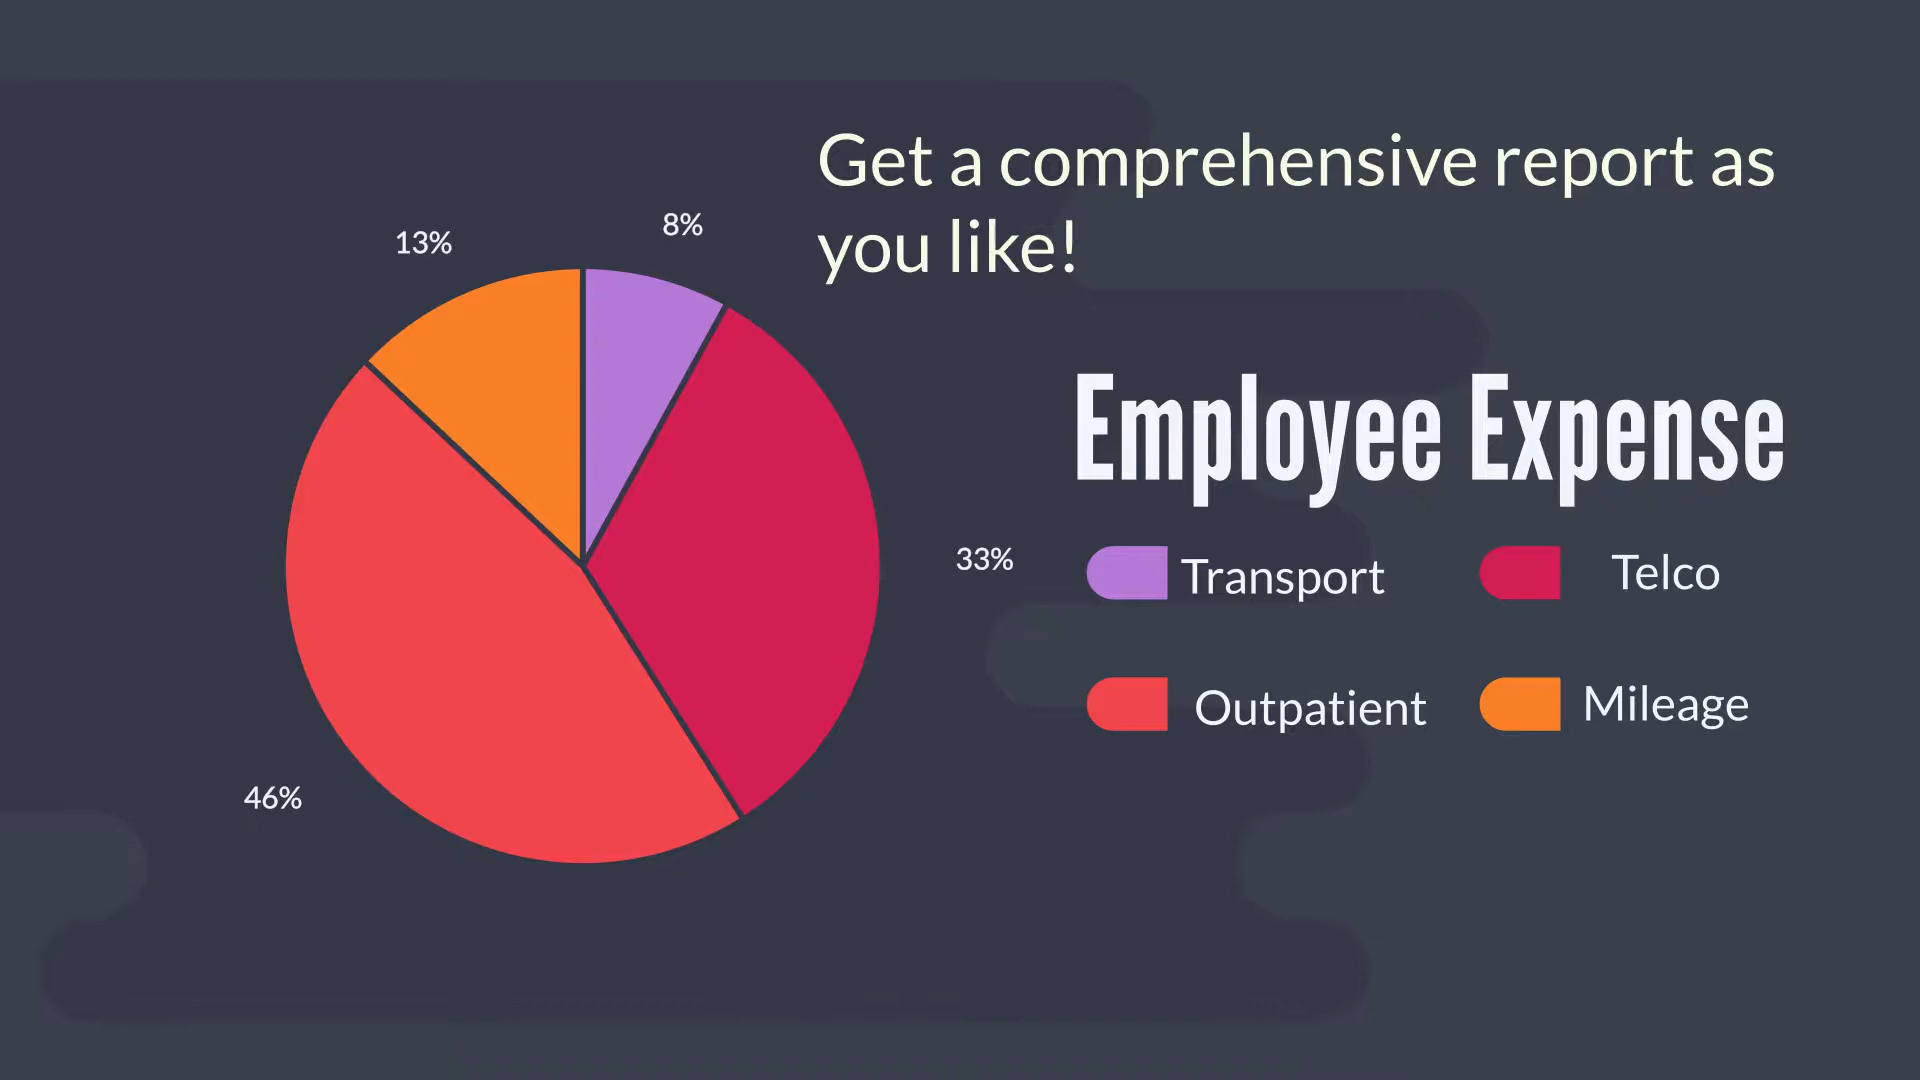 Get a comprehensive report as
you like!
13%
8%
33%
46%
Employee Expense
Transport
Telco
Outpatient
Mileage